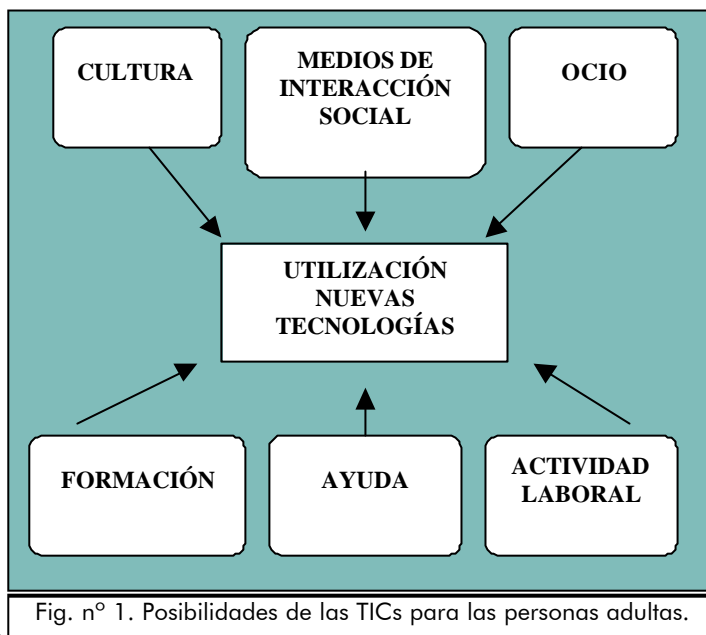 CULTURA
MEDIOS DE
INTERACCIÓN
SOCIAL
OCIO
UTILIZACIÓN
NUEVAS
TECNOLOGÍAS
FORMACIÓN
AYUDA
ACTIVIDAD
LABORAL
Fig. nº 1. Posibilidades de las TICs para las personas adultas.